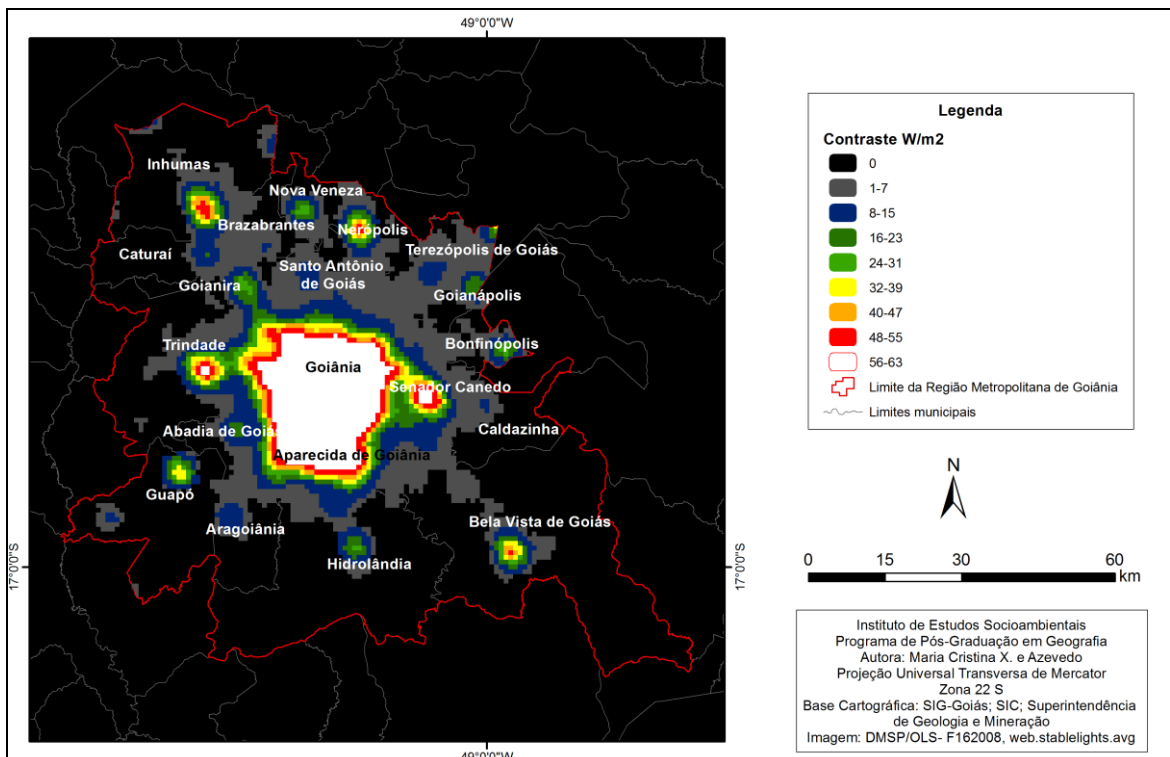 49°0'0"W
Inhumas
Nova Veneza
Brazabrantes
Nerópolis
Caturaí
Terezópolis de Goiás
Santo Antônio
de Goiás
Goianira
Goianápolis
Trindade
Bonfinópolis
Goiânia
Senador Canedo
Abadia de Goiás
Caldazinha
Aparecida de Goiânia
Guapó
Aragoiânia
Bela Vista de Goiás
Hidrolândia
17°0'0"S
17°0'0"S
49°0'0"W
Legenda
Contraste W/m2
0
1-7
8-15
16-23
24-31
32-39
40-47
48-55
56-63
Limite da Região Metropolitana de Goiânia
Limites municipais
N
0 15 30 60
km
Instituto de Estudos Socioambientais
Programa de Pós-Graduação em Geografia
Autora: Maria Cristina X. e Azevedo
Projeção Universal Transversa de Mercator
Zona 22 S
Base Cartográfica: SIG-Goiás; SIC; Superintendência
de Geologia e Mineração
Imagem: DMSP/OLS- F162008, web.stablelights.avg